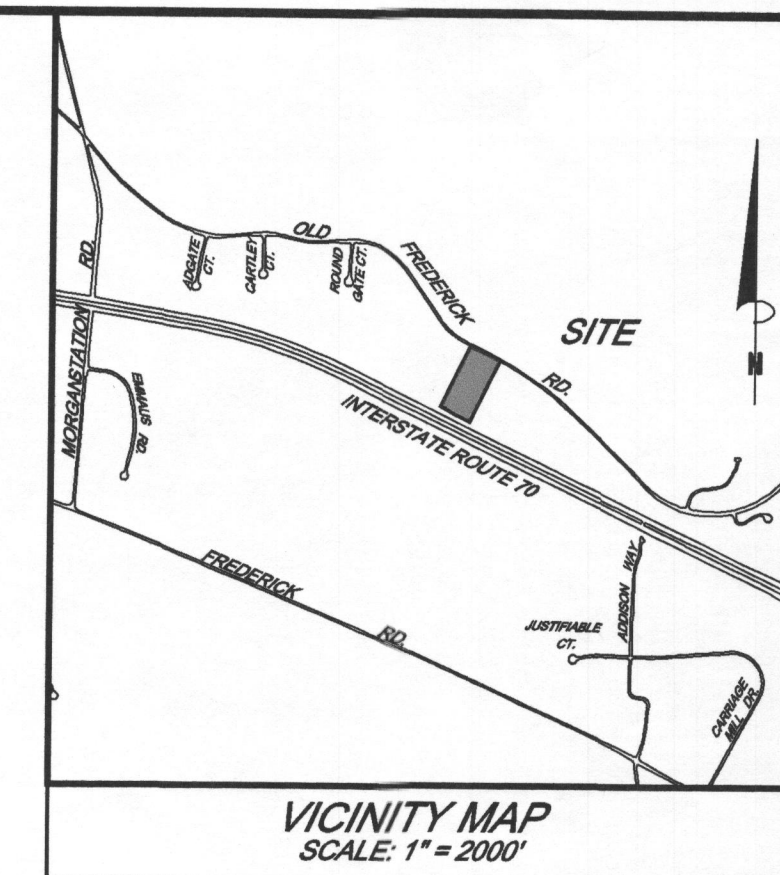 OLD
FREDERICK
RD.
ADGATE
CT.
CARTLEY
CT.
ROUND
GATE CT.
RD.
MORGANSTATION
EMMAUS RD.
SITE
N
INTERSTATE ROUTE 70
FREDERICK
RD.
ADDISON WAY
JUSTIFIABLE
CT.
CARRIAGE
MILL DR.
VICINITY MAP
SCALE: 1" = 2000'